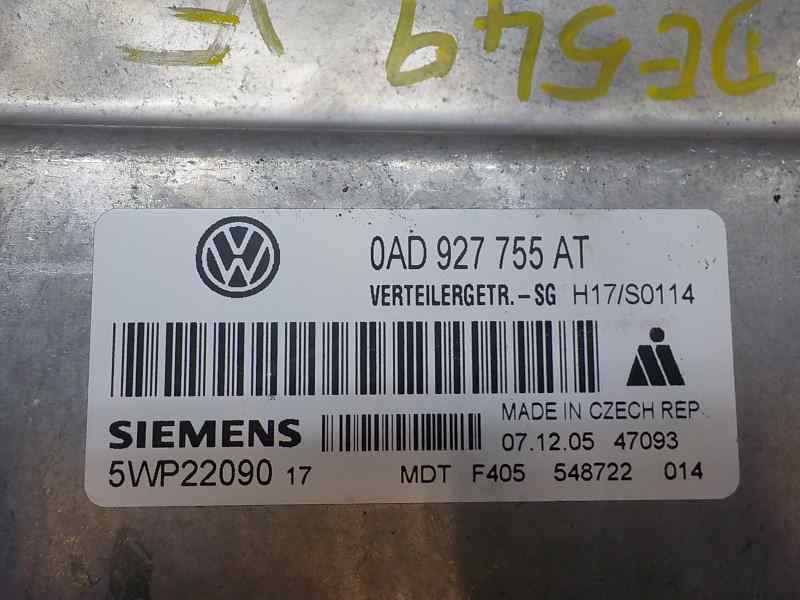 DE549
0AD 927 755 AT
VERTEILERGETR.-SG H17/S0114
SIEMENS
MADE IN CZECH REP
07.12.05 47093
5WP22090 17
MDT F405 548722 014